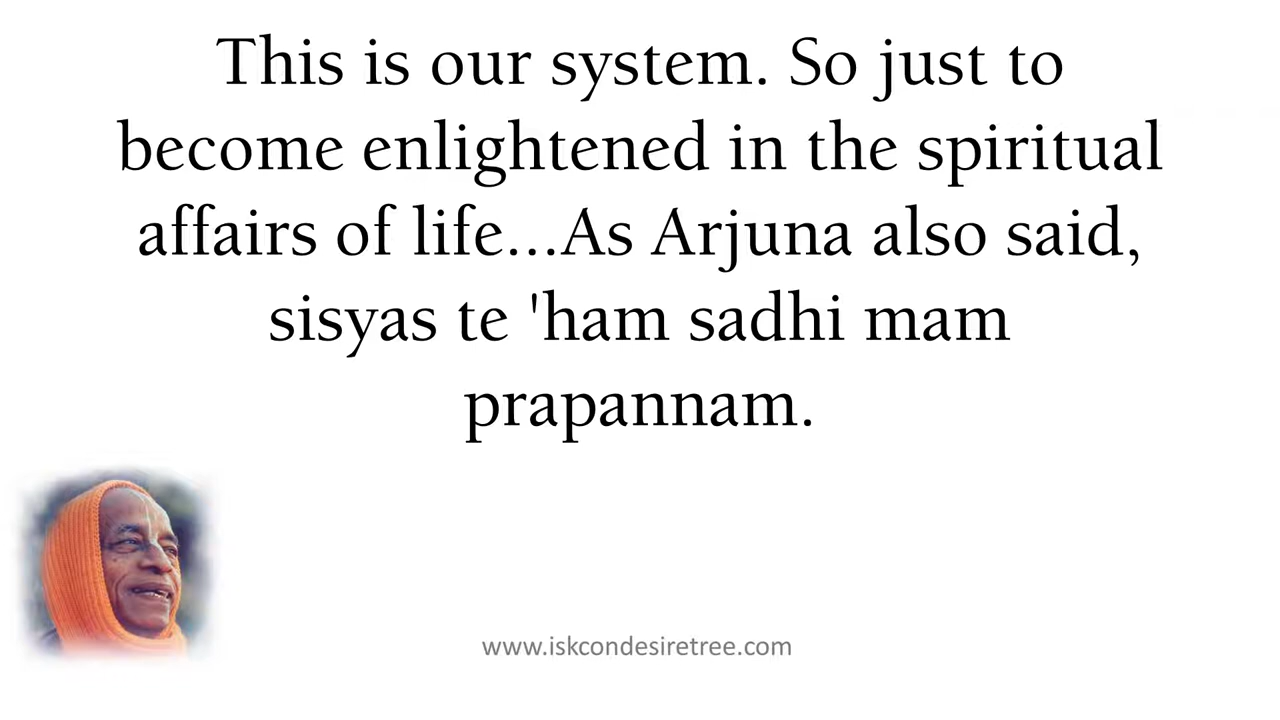 This is our system. So just to
become enlightened in the spiritual
affairs of life...As Arjuna also said,
sisyas te 'ham sadhi mam
prapannam.
www.iskcondesiretree.com